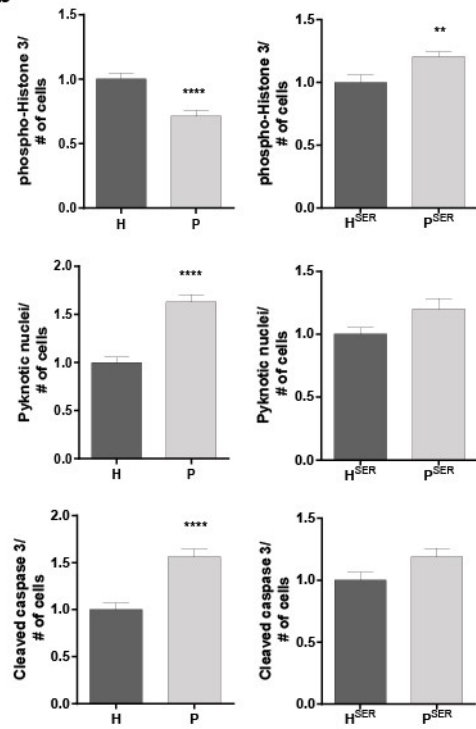 phospho-Histone 3/
# of cells
1.5
1.0
0.5
0.0
****
H
P
phospho-Histone 3/
# of cells
1.5
1.0
0.5
0.0
**
H^SER
P^SER
Pyknotic nuclei/
# of cells
2.0
1.5
1.0
0.5
0.0
****
H
P
Pyknotic nuclei/
# of cells
1.5
1.0
0.5
0.0
H^SER
P^SER
Cleaved caspase 3/
# of cells
2.0
1.5
1.0
0.5
0.0
****
H
P
Cleaved caspase 3/
# of cells
1.5
1.0
0.5
0.0
H^SER
P^SER